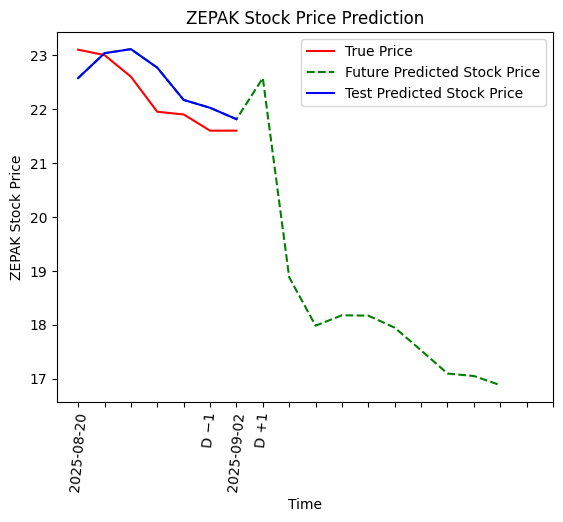 ZEPAK Stock Price Prediction
True Price
Future Predicted Stock Price
Test Predicted Stock Price
ZEPAK Stock Price
23
22
21
20
19
18
17
2025-08-20
D −1
2025-09-02
D +1
Time